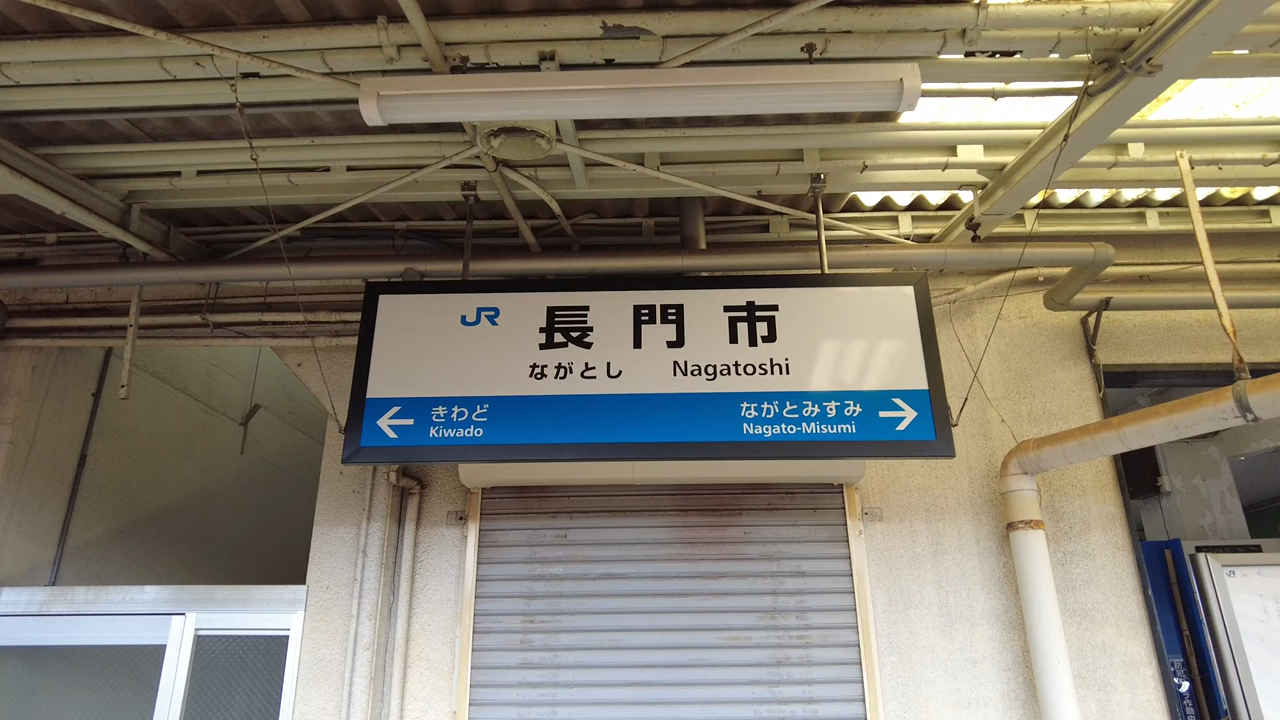 JR 長門市
ながとし Nagatoshi
← きわど ながとみすみ →
Kiwado Nagato-Misumi
JR